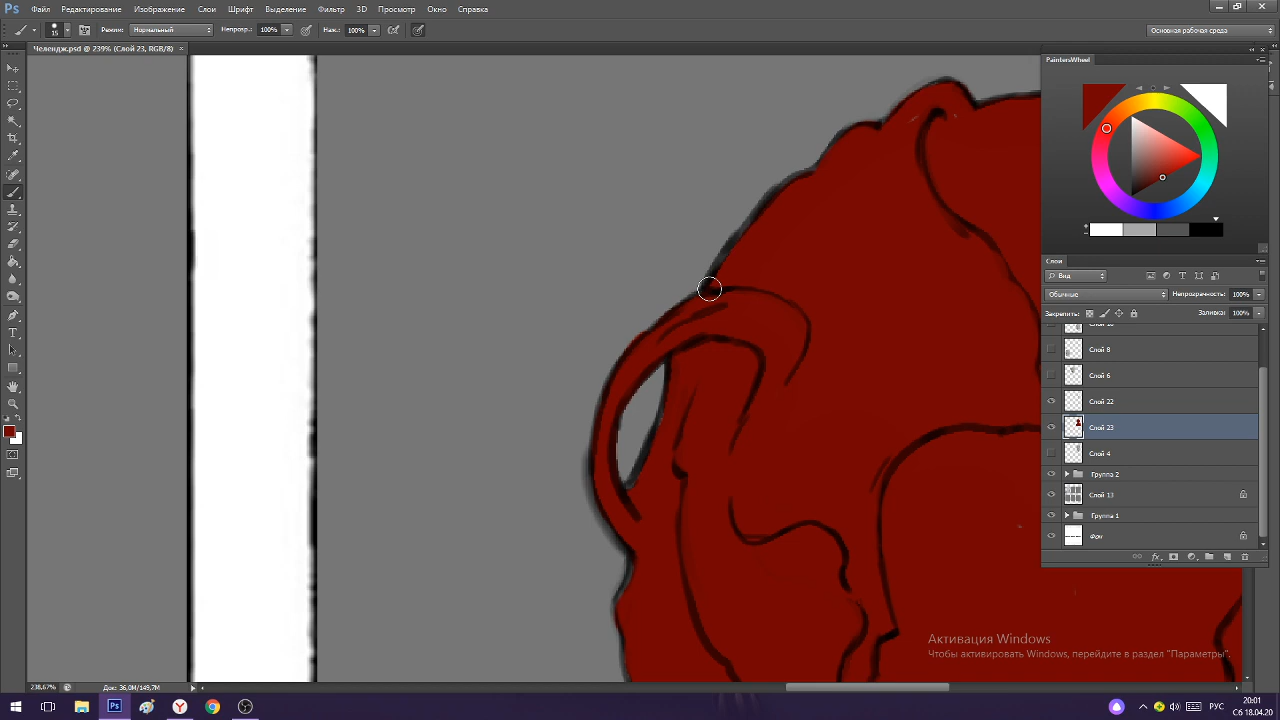 Ps Файл Редактирование Изображение Слои Шрифт Выделение Фильтр 3D Просмотр Окно Справка
15 Режим: Нормальный Непрозр.: 100% Наж.: 100% Основная рабочая среда
Челендж.psd @ 239% (Слой 23, RGB/8) ×
PaintersWheel
Слои
Вид
Обычные Непрозрачность: 100%
Закрепить: Заливка: 100%
Слой 8
Слой 6
Слой 22
Слой 23
Слой 4
Группа 2
Слой 13
Группа 1
Фон
fx
Активация Windows
Чтобы активировать Windows, перейдите в раздел "Параметры".
238,67% Док: 36,0M/149,7M
Ps РУС 20:01
Сб 18.04.20